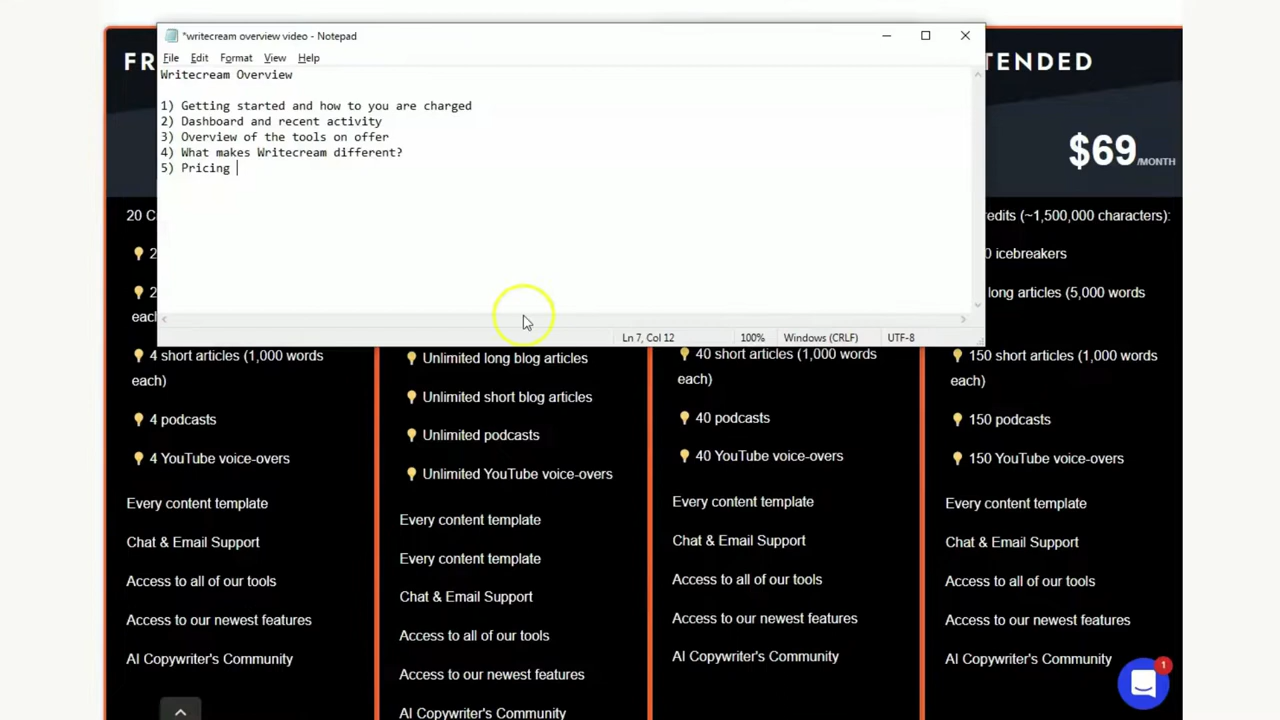 *writecream overview video - Notepad
File Edit Format View Help
Writecream Overview
1) Getting started and how to you are charged
2) Dashboard and recent activity
3) Overview of the tools on offer
4) What makes Writecream different?
5) Pricing
Ln 7, Col 12 100% Windows (CRLF) UTF-8
FR
20 C
2
2
eac
4 short articles (1,000 words
each)
4 podcasts
4 YouTube voice-overs
Every content template
Chat & Email Support
Access to all of our tools
Access to our newest features
AI Copywriter's Community
Unlimited long blog articles
Unlimited short blog articles
Unlimited podcasts
Unlimited YouTube voice-overs
Every content template
Every content template
Chat & Email Support
Access to all of our tools
Access to our newest features
AI Copywriter's Community
40 short articles (1,000 words
each)
40 podcasts
40 YouTube voice-overs
Every content template
Chat & Email Support
Access to all of our tools
Access to our newest features
AI Copywriter's Community
TENDED
$69/MONTH
edits (~1,500,000 characters):
0 icebreakers
long articles (5,000 words
each)
150 short articles (1,000 words
each)
150 podcasts
150 YouTube voice-overs
Every content template
Chat & Email Support
Access to all of our tools
Access to our newest features
AI Copywriter's Community
1